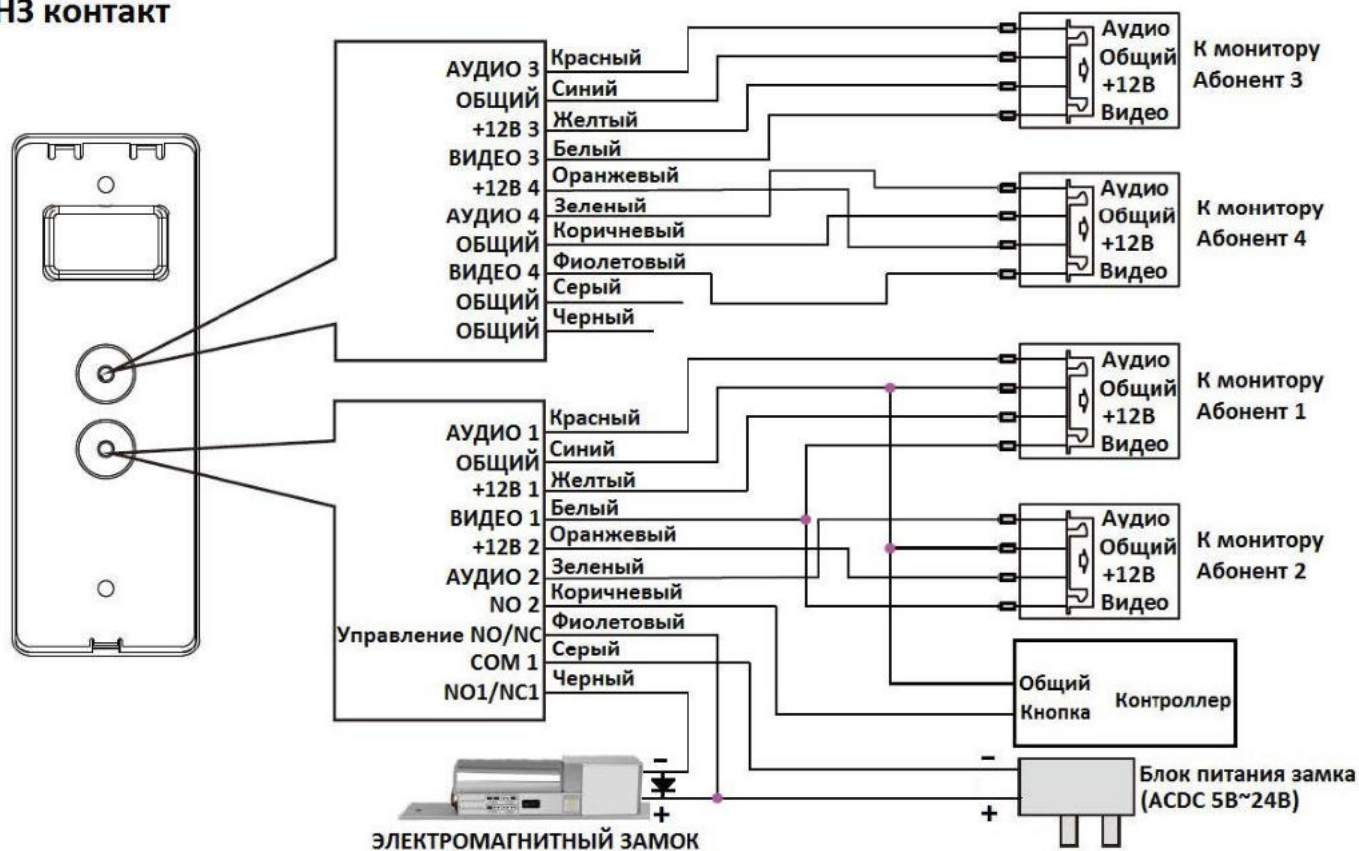 НЗ контакт
АУДИО 3 Красный
ОБЩИЙ Синий
+12В 3 Желтый
ВИДЕО 3 Белый
+12В 4 Оранжевый
АУДИО 4 Зеленый
ОБЩИЙ Коричневый
ВИДЕО 4 Фиолетовый
ОБЩИЙ Серый
ОБЩИЙ Черный
Аудио
Общий
+12В
Видео
К монитору
Абонент 3
Аудио
Общий
+12В
Видео
К монитору
Абонент 4
АУДИО 1 Красный
ОБЩИЙ Синий
+12В 1 Желтый
ВИДЕО 1 Белый
+12В 2 Оранжевый
АУДИО 2 Зеленый
NO 2 Коричневый
Управление NO/NC Фиолетовый
COM 1 Серый
NO1/NC1 Черный
Аудио
Общий
+12В
Видео
К монитору
Абонент 1
Аудио
Общий
+12В
Видео
К монитору
Абонент 2
Общий
Кнопка
Контроллер
-
+
-
+
Блок питания замка
(ACDC 5В~24В)
ЭЛЕКТРОМАГНИТНЫЙ ЗАМОК